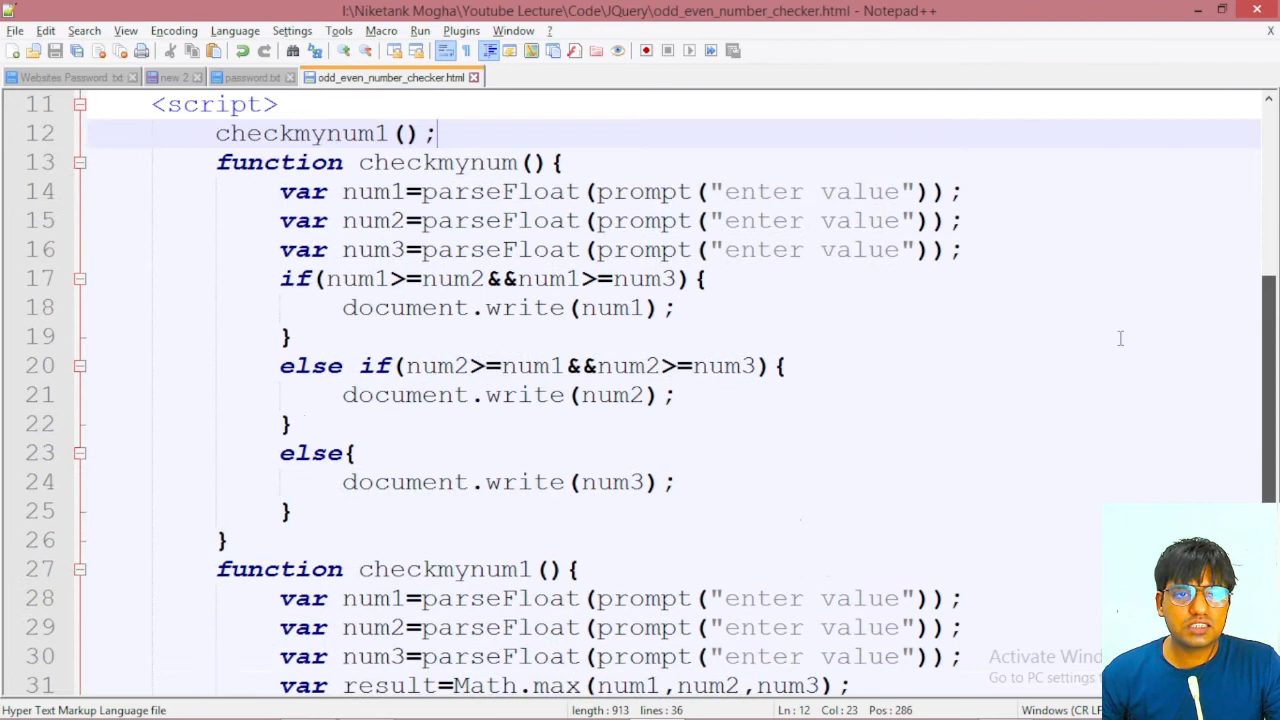 I:\Niketank Mogha\Youtube Lecture\Code\JQuery\odd_even_number_checker.html - Notepad++
File Edit Search View Encoding Language Settings Tools Macro Run Plugins Window ? X
Websites Password .txt new 2 password.txt odd_even_number_checker.html
11 <script>
12 checkmynum1();
13 function checkmynum(){
14 var num1=parseFloat(prompt("enter value"));
15 var num2=parseFloat(prompt("enter value"));
16 var num3=parseFloat(prompt("enter value"));
17 if(num1>=num2&&num1>=num3){
18 document.write(num1);
19 }
20 else if(num2>=num1&&num2>=num3){
21 document.write(num2);
22 }
23 else{
24 document.write(num3);
25 }
26 }
27 function checkmynum1(){
28 var num1=parseFloat(prompt("enter value"));
29 var num2=parseFloat(prompt("enter value"));
30 var num3=parseFloat(prompt("enter value"));
31 var result=Math.max(num1,num2,num3);
Activate Wind
Go to PC settings
Hyper Text Markup Language file length : 913 lines : 36 Ln : 12 Col : 23 Pos : 286 Windows (CR LF